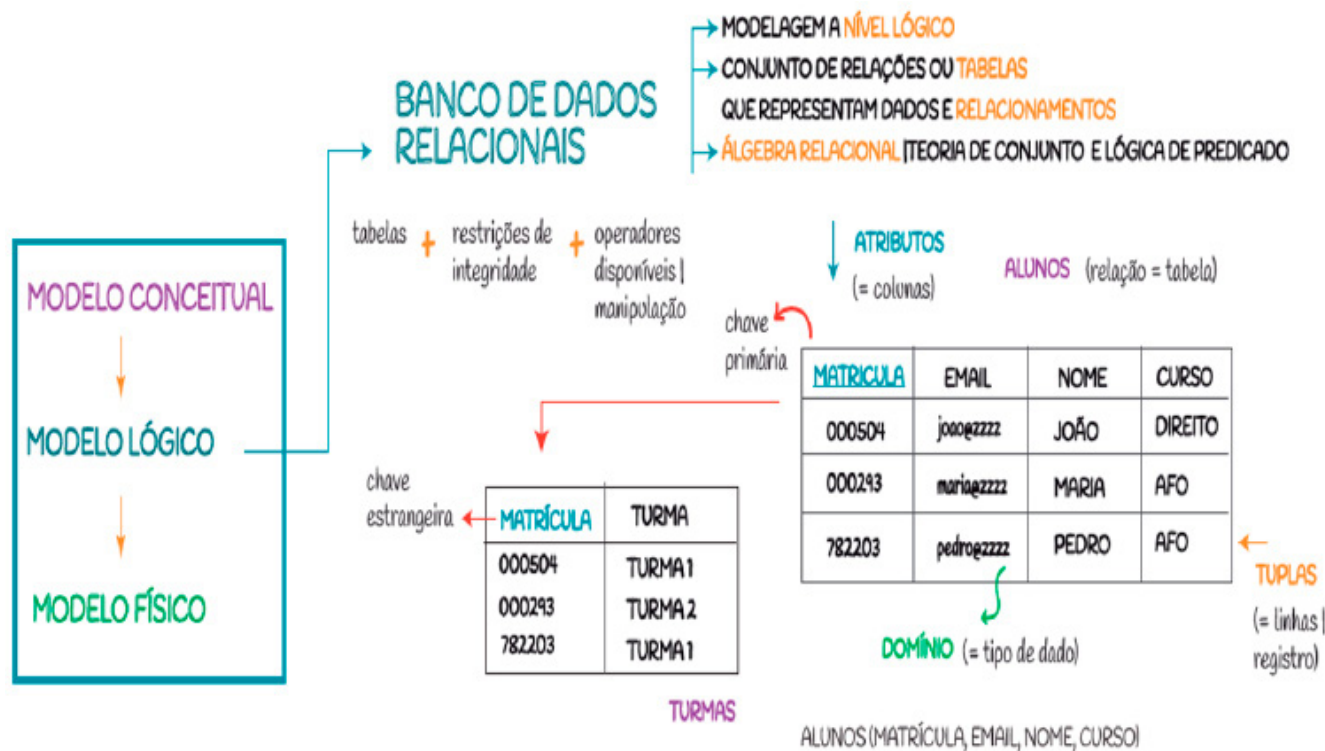 MODELAGEM A NÍVEL LÓGICO
CONJUNTO DE RELAÇÕES OU TABELAS
QUE REPRESENTAM DADOS E RELACIONAMENTOS
ÁLGEBRA RELACIONAL | TEORIA DE CONJUNTO E LÓGICA DE PREDICADO
BANCO DE DADOS
RELACIONAIS
tabelas + restrições de
integridade + operadores
disponíveis |
manipulação
MODELO CONCEITUAL
MODELO LÓGICO
MODELO FÍSICO
ATRIBUTOS
(= colunas)
ALUNOS (relação = tabela)
chave
primária
MATRICULA EMAIL NOME CURSO
000504 joao@zzzz JOÃO DIREITO
000293 maria@zzzz MARIA AFO
782203 pedro@zzzz PEDRO AFO
TUPLAS
(= linhas |
registro)
DOMÍNIO (= tipo de dado)
chave
estrangeira
MATRÍCULA TURMA
000504 TURMA 1
000293 TURMA 2
782203 TURMA 1
TURMAS
ALUNOS (MATRÍCULA, EMAIL, NOME, CURSO)